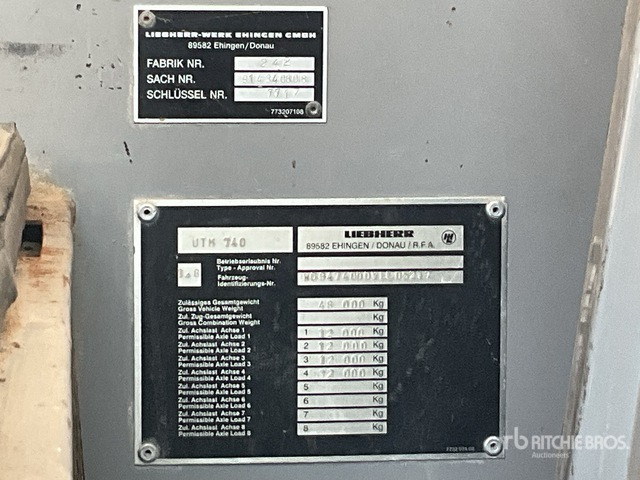 LIEBHERR-WERK EHINGEN GMBH
89582 Ehingen/Donau
FABRIK NR. 242
SACH NR.
SCHLÜSSEL NR.
773207108
UTM 740
LIEBHERR
89582 EHINGEN / DONAU / R.F.A.
Betriebserlaubnis Nr.
Type - Approval Nr.
Fahrzeug-
Identifizierungs-Nr.
Zulässiges Gesamtgewicht
Gross Vehicle Weight
48 000 Kg
Zul. Zug-Gesamtgewicht
Gross Combination Weight
Kg
Zul. Achslast Achse 1
Permissible Axle Load 1
1 12 000 Kg
Zul. Achslast Achse 2
Permissible Axle Load 2
2 12 000 Kg
Zul. Achslast Achse 3
Permissible Axle Load 3
3 12 000 Kg
Zul. Achslast Achse 4
Permissible Axle Load 4
4 12 000 Kg
Zul. Achslast Achse 5
Permissible Axle Load 5
5 Kg
Zul. Achslast Achse 6
Permissible Axle Load 6
6 Kg
Zul. Achslast Achse 7
Permissible Axle Load 7
7 Kg
Zul. Achslast Achse 8
Permissible Axle Load 8
8 Kg
rb RITCHIE BROS.
Auctioneers